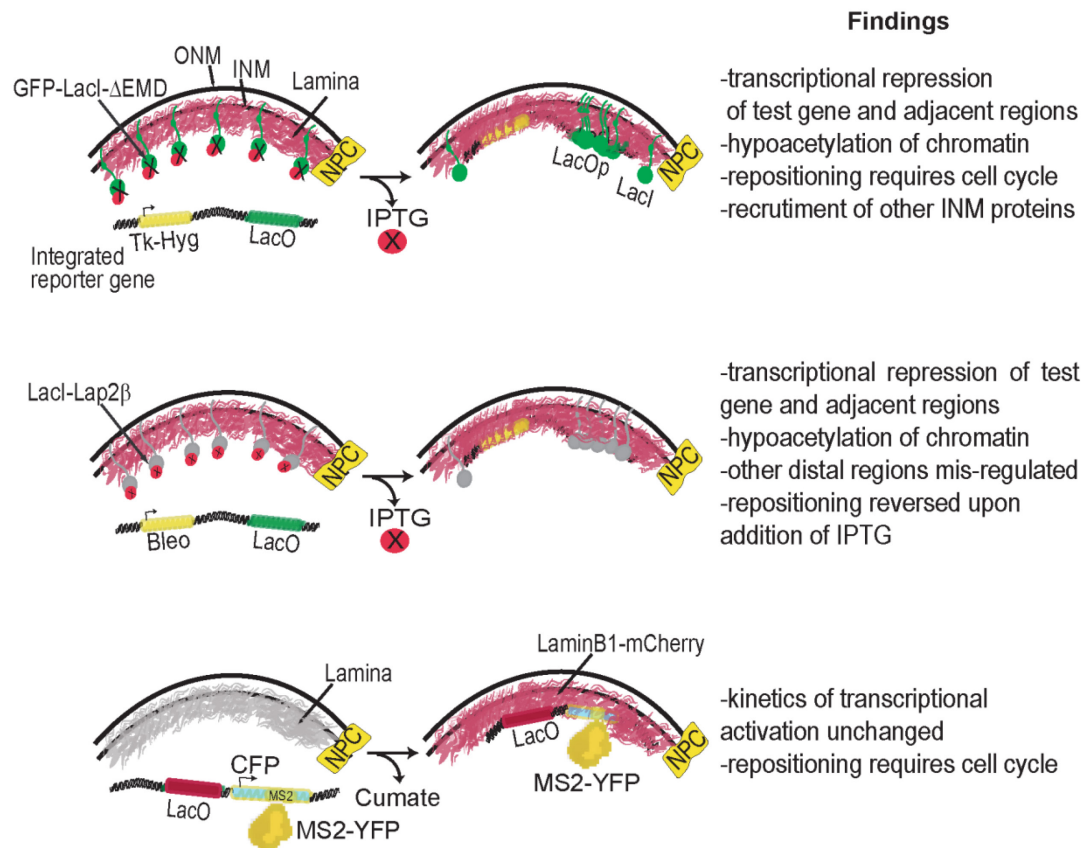 Findings
ONM
INM
GFP-LacI-ΔEMD
Lamina
NPC
Tk-Hyg
LacO
Integrated
reporter gene
IPTG
X
LacOp
LacI
NPC
-transcriptional repression
of test gene and adjacent regions
-hypoacetylation of chromatin
-repositioning requires cell cycle
-recrutiment of other INM proteins
LacI-Lap2β
NPC
Bleo
LacO
IPTG
X
NPC
-transcriptional repression of test
gene and adjacent regions
-hypoacetylation of chromatin
-other distal regions mis-regulated
-repositioning reversed upon
addition of IPTG
Lamina
NPC
CFP
LacO
MS2
MS2-YFP
Cumate
LaminB1-mCherry
LacO
MS2-YFP
NPC
-kinetics of transcriptional
activation unchanged
-repositioning requires cell cycle